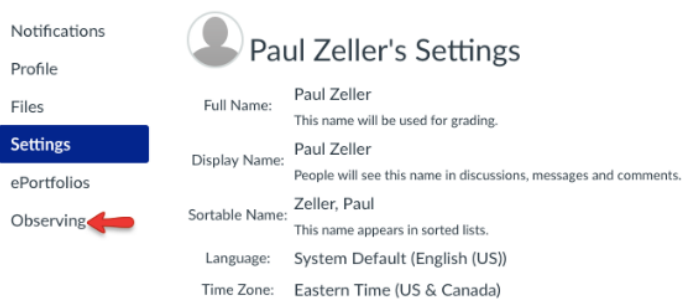 Notifications
Profile
Files
Settings
ePortfolios
Observing
Paul Zeller's Settings
Full Name: Paul Zeller
This name will be used for grading.
Display Name: Paul Zeller
People will see this name in discussions, messages and comments.
Sortable Name: Zeller, Paul
This name appears in sorted lists.
Language: System Default (English (US))
Time Zone: Eastern Time (US & Canada)